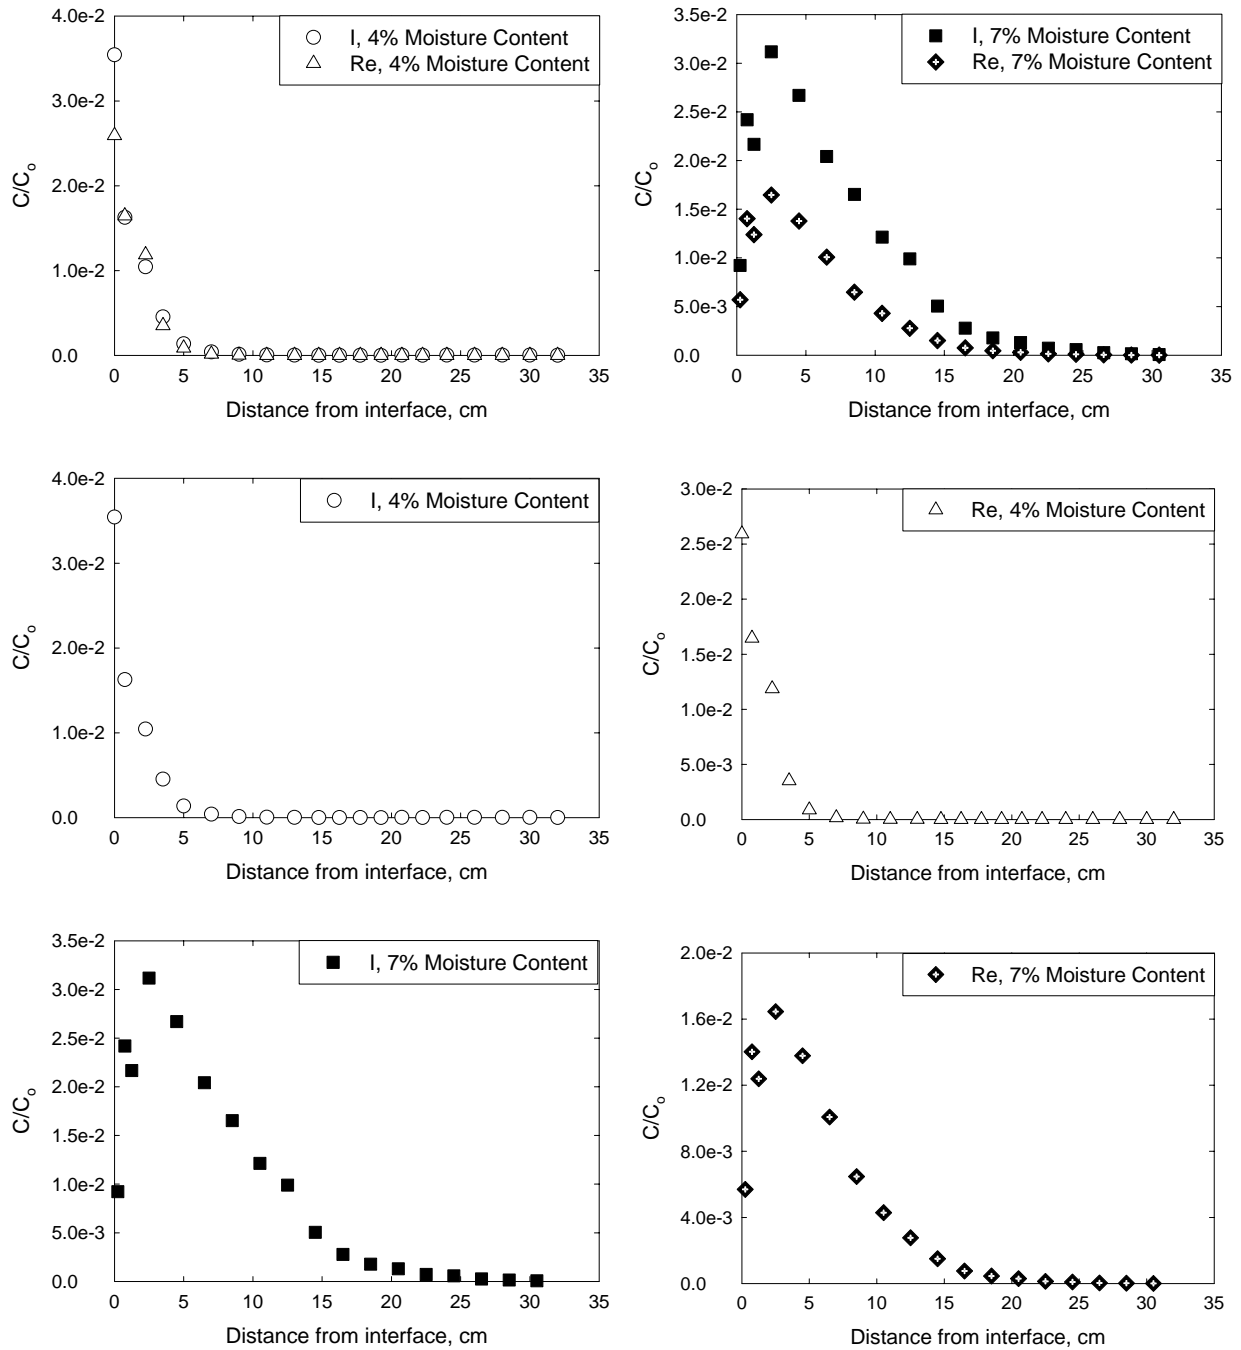 4.0e-2
3.0e-2
2.0e-2
1.0e-2
0.0
C/Co
I, 4% Moisture Content
Re, 4% Moisture Content
0 5 10 15 20 25 30 35
Distance from interface, cm
3.5e-2
3.0e-2
2.5e-2
2.0e-2
1.5e-2
1.0e-2
5.0e-3
0.0
C/Co
I, 7% Moisture Content
Re, 7% Moisture Content
0 5 10 15 20 25 30 35
Distance from interface, cm
4.0e-2
3.0e-2
2.0e-2
1.0e-2
0.0
C/Co
I, 4% Moisture Content
0 5 10 15 20 25 30 35
Distance from interface, cm
3.0e-2
2.5e-2
2.0e-2
1.5e-2
1.0e-2
5.0e-3
0.0
C/Co
Re, 4% Moisture Content
0 5 10 15 20 25 30 35
Distance from interface, cm
3.5e-2
3.0e-2
2.5e-2
2.0e-2
1.5e-2
1.0e-2
5.0e-3
0.0
C/Co
I, 7% Moisture Content
0 5 10 15 20 25 30 35
Distance from interface, cm
2.0e-2
1.6e-2
1.2e-2
8.0e-3
4.0e-3
0.0
C/Co
Re, 7% Moisture Content
0 5 10 15 20 25 30 35
Distance from interface, cm